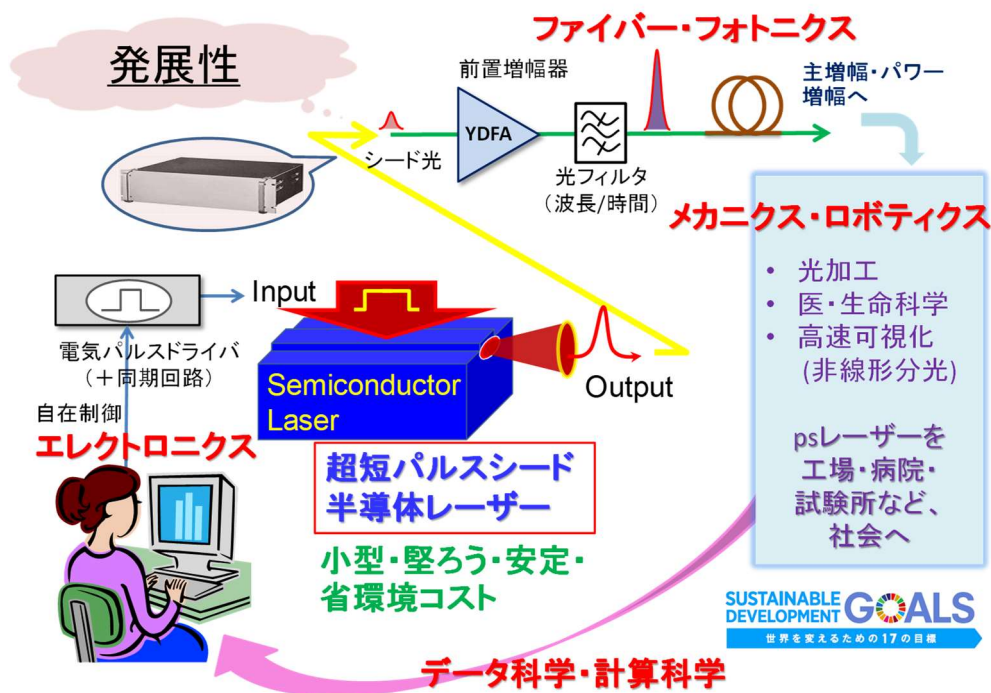 発展性
ファイバー・フォトニクス
前置増幅器
主増幅・パワー
増幅へ
YDFA
シード光
光フィルタ
(波長/時間)
メカニクス・ロボティクス
• 光加工
• 医・生命科学
• 高速可視化
(非線形分光)
psレーザーを
工場・病院・
試験所など、
社会へ
Input
電気パルスドライバ
(+同期回路)
Semiconductor
Laser
Output
自在制御
エレクトロニクス
超短パルスシード
半導体レーザー
小型・堅ろう・安定・
省環境コスト
SUSTAINABLE
DEVELOPMENT
GOALS
世界を変えるための17の目標
データ科学・計算科学